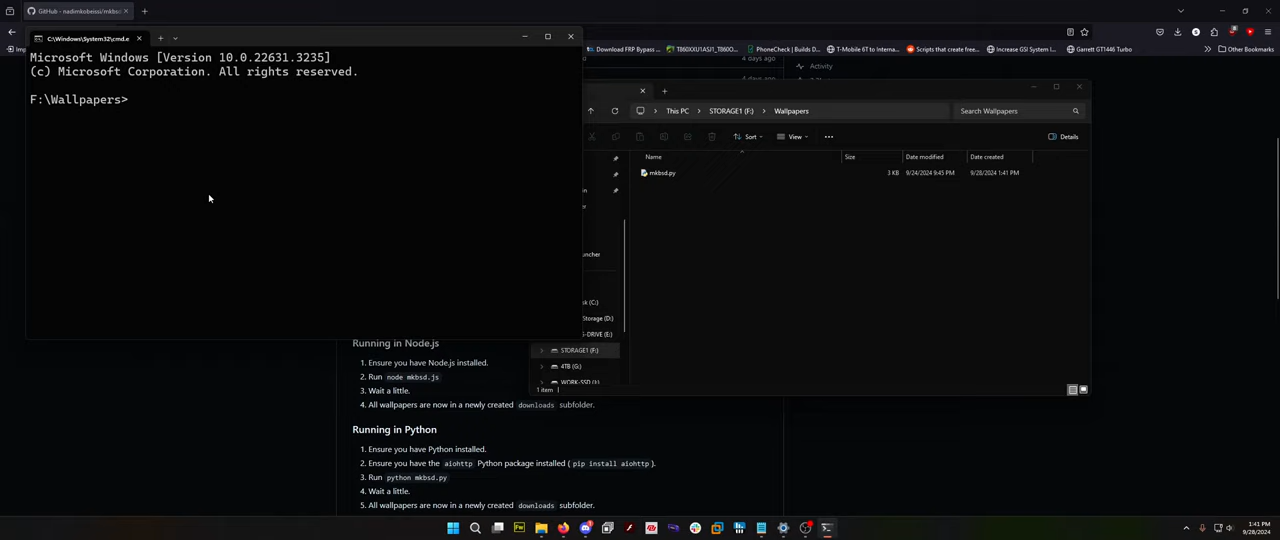 GitHub - nadimkobeissi/mkbsd
C:\Windows\System32\cmd.e
Microsoft Windows [Version 10.0.22631.3235]
(c) Microsoft Corporation. All rights reserved.
F:\Wallpapers>
Download FRP Bypass ...
T860XXU1ASJ1_T860...
PhoneCheck | Builds D...
T-Mobile 6T to Interna...
Scripts that create free...
Increase GSI System I...
Garrett GT1446 Turbo
Other Bookmarks
4 days ago
Activity
This PC
STORAGE1 (F:)
Wallpapers
Search Wallpapers
Sort
View
Details
Name
Size
Date modified
Date created
mkbsd.py
3 KB
9/24/2024 9:45 PM
9/28/2024 1:41 PM
STORAGE1 (F:)
4TB (G:)
WORK-SSD (I:)
1 item
Running in Node.js
1. Ensure you have Node.js installed.
2. Run node mkbsd.js
3. Wait a little.
4. All wallpapers are now in a newly created downloads subfolder.
Running in Python
1. Ensure you have Python installed.
2. Ensure you have the aiohttp Python package installed ( pip install aiohttp ).
3. Run python mkbsd.py
4. Wait a little.
5. All wallpapers are now in a newly created downloads subfolder.
1:41 PM
9/28/2024